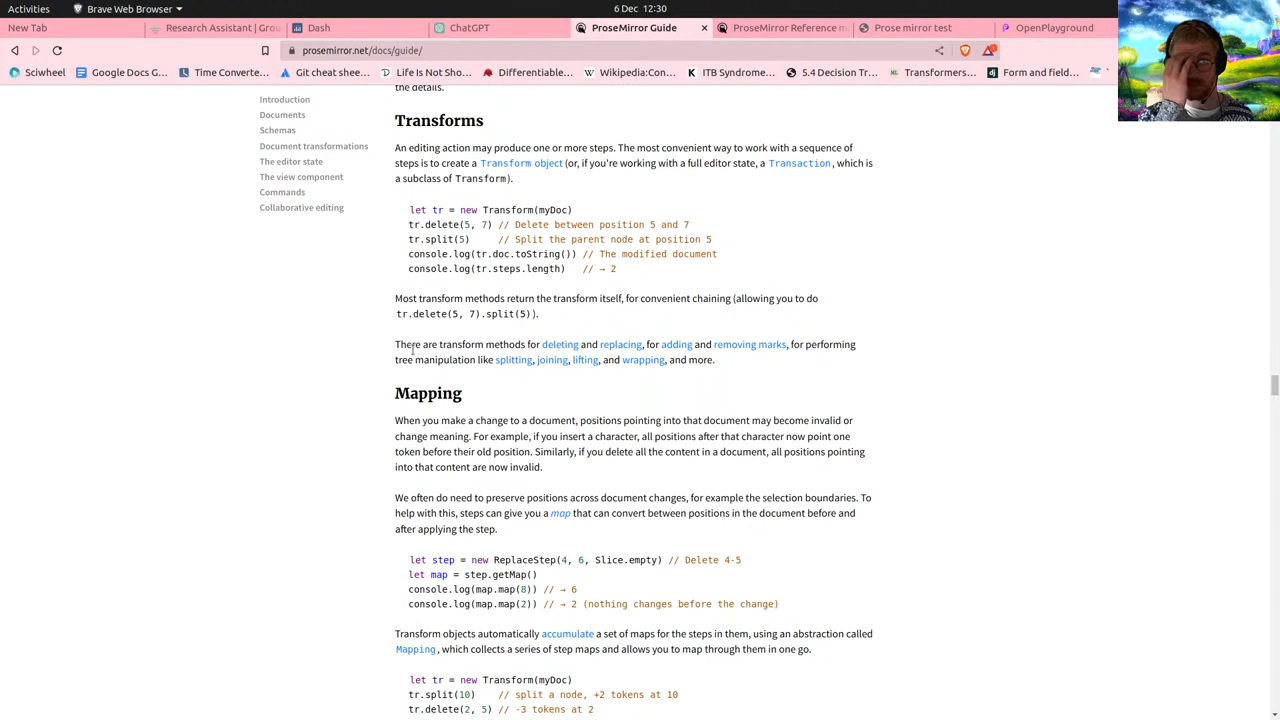 Activities
Brave Web Browser
6 Dec 12:30
New Tab
Research Assistant | Grant
Dash
ChatGPT
ProseMirror Guide
ProseMirror Reference m
Prose mirror test
OpenPlayground
prosemirror.net/docs/guide/
Sciwheel
Google Docs G...
Time Converte...
Git cheat shee...
Life Is Not Sho...
Differentiable...
Wikipedia:Con...
ITB Syndrome...
5.4 Decision Tr...
Transformers...
Form and field...
the details.
Introduction
Documents
Schemas
Document transformations
The editor state
The view component
Commands
Collaborative editing
Transforms
An editing action may produce one or more steps. The most convenient way to work with a sequence of
steps is to create a Transform object (or, if you're working with a full editor state, a Transaction, which is
a subclass of Transform).
let tr = new Transform(myDoc)
tr.delete(5, 7) // Delete between position 5 and 7
tr.split(5) // Split the parent node at position 5
console.log(tr.doc.toString()) // The modified document
console.log(tr.steps.length) // → 2
Most transform methods return the transform itself, for convenient chaining (allowing you to do
tr.delete(5, 7).split(5)).
There are transform methods for deleting and replacing, for adding and removing marks, for performing
tree manipulation like splitting, joining, lifting, and wrapping, and more.
Mapping
When you make a change to a document, positions pointing into that document may become invalid or
change meaning. For example, if you insert a character, all positions after that character now point one
token before their old position. Similarly, if you delete all the content in a document, all positions pointing
into that content are now invalid.
We often do need to preserve positions across document changes, for example the selection boundaries. To
help with this, steps can give you a map that can convert between positions in the document before and
after applying the step.
let step = new ReplaceStep(4, 6, Slice.empty) // Delete 4-5
let map = step.getMap()
console.log(map.map(8)) // → 6
console.log(map.map(2)) // → 2 (nothing changes before the change)
Transform objects automatically accumulate a set of maps for the steps in them, using an abstraction called
Mapping, which collects a series of step maps and allows you to map through them in one go.
let tr = new Transform(myDoc)
tr.split(10) // split a node, +2 tokens at 10
tr.delete(2, 5) // -3 tokens at 2